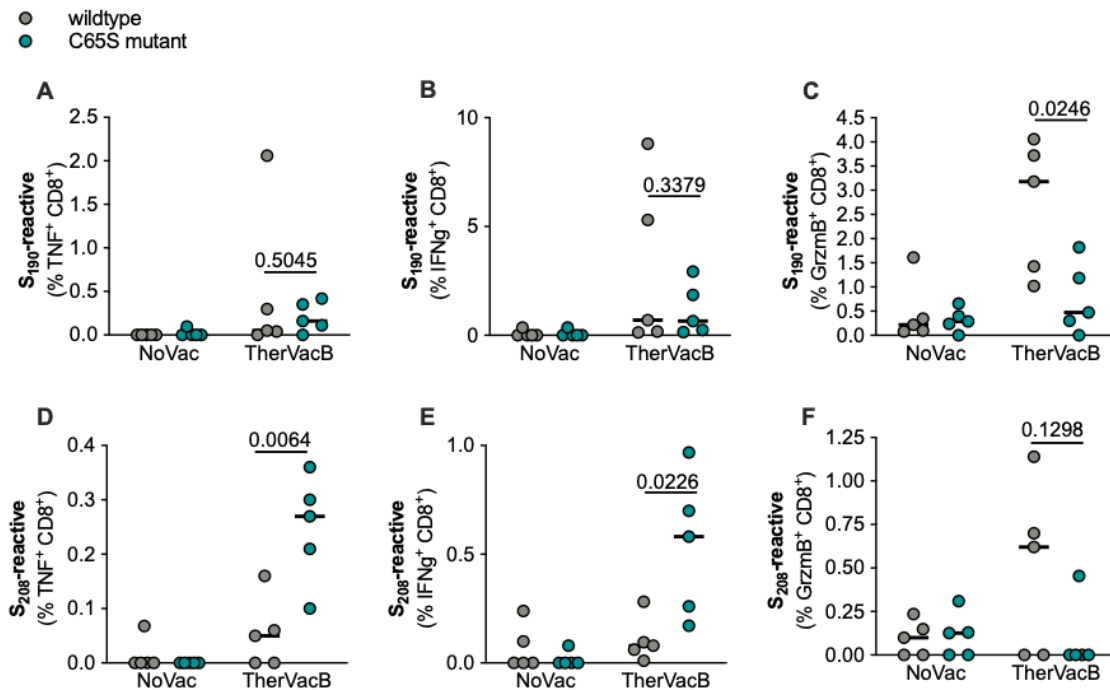 wildtype
C65S mutant
A
S190-reactive
(% TNF+ CD8+)
2.5
2.0
1.5
1.0
0.5
0.0
0.5045
NoVac
TherVacB
B
S190-reactive
(% IFNg+ CD8+)
10
5
0
0.3379
NoVac
TherVacB
C
S190-reactive
(% GrzmB+ CD8+)
4.5
4.0
3.5
3.0
2.5
2.0
1.5
1.0
0.5
0.0
0.0246
NoVac
TherVacB
D
S208-reactive
(% TNF+ CD8+)
0.4
0.3
0.2
0.1
0.0
0.0064
NoVac
TherVacB
E
S208-reactive
(% IFNg+ CD8+)
1.0
0.5
0.0
0.0226
NoVac
TherVacB
F
S208-reactive
(% GrzmB+ CD8+)
1.25
1.00
0.75
0.50
0.25
0.00
0.1298
NoVac
TherVacB